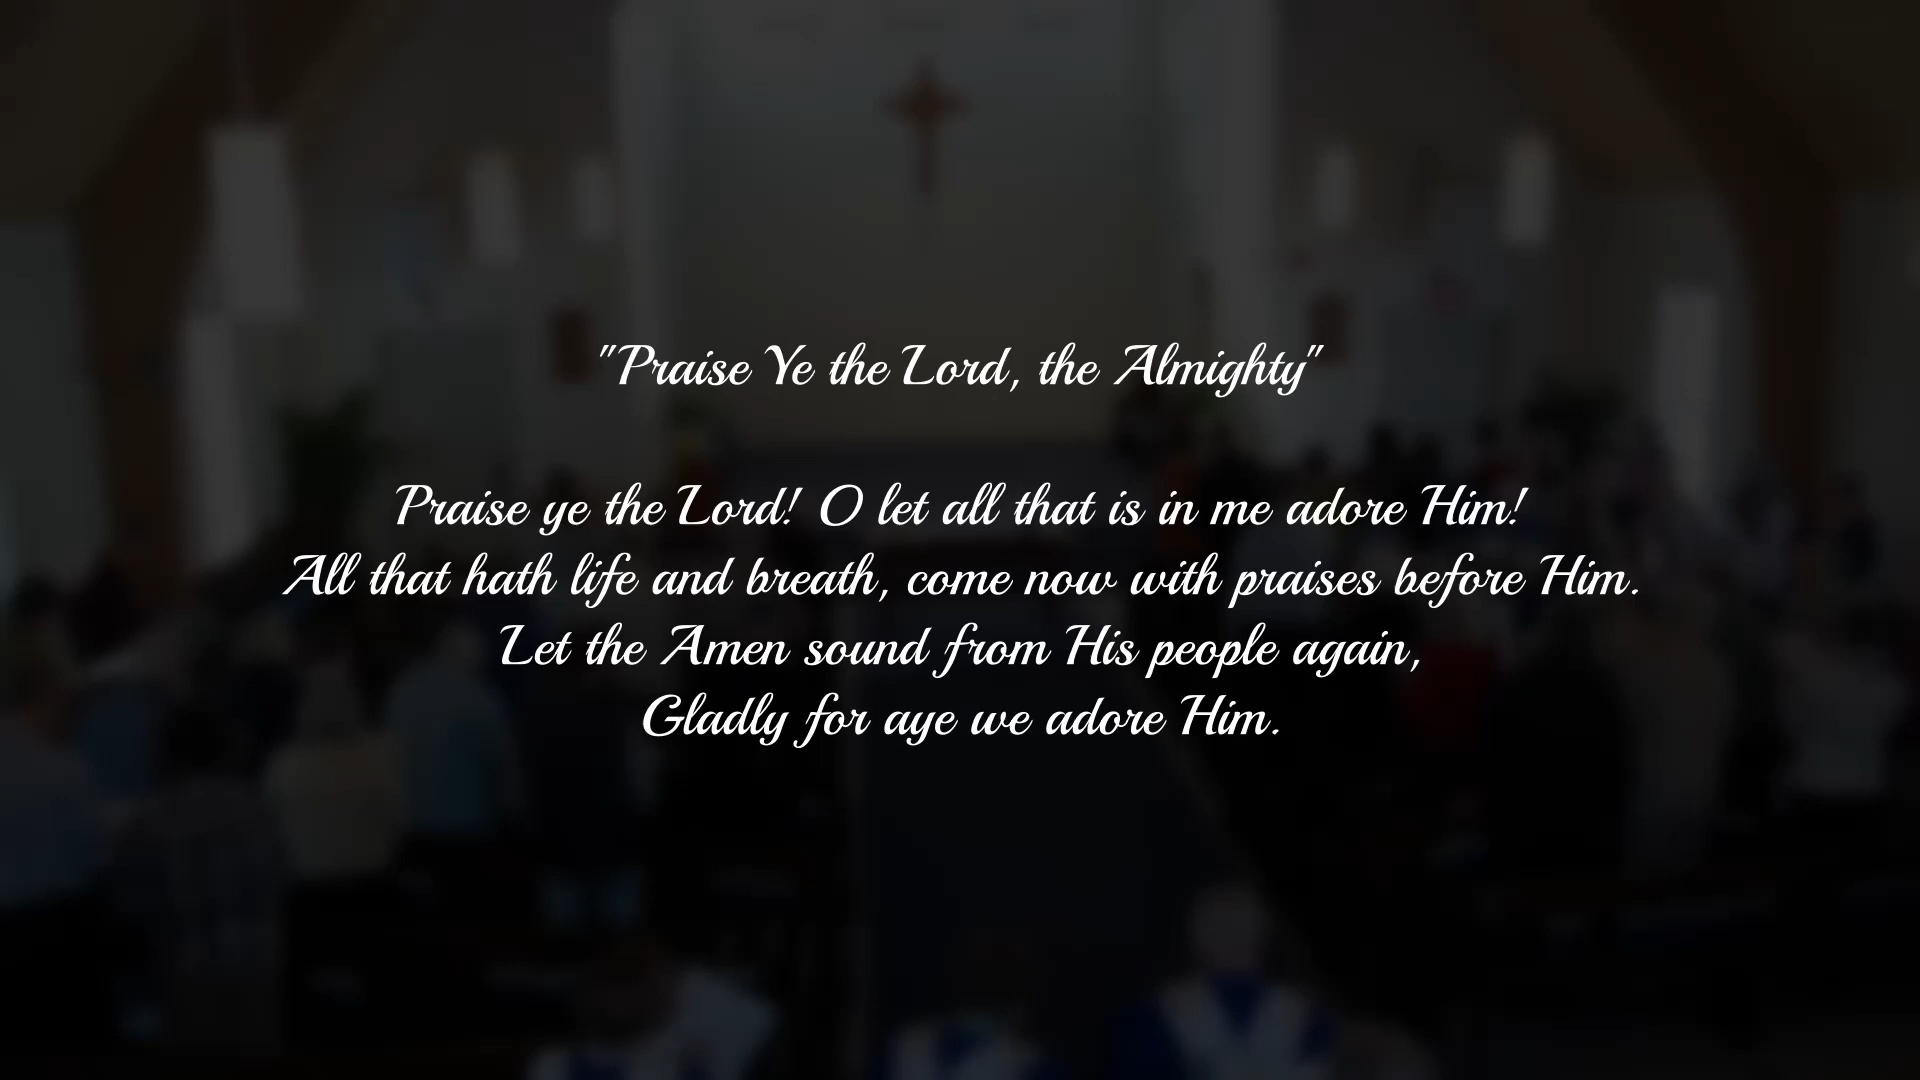 "Praise Ye the Lord, the Almighty"
Praise ye the Lord! O let all that is in me adore Him!
All that hath life and breath, come now with praises before Him.
Let the Amen sound from His people again,
Gladly for aye we adore Him.